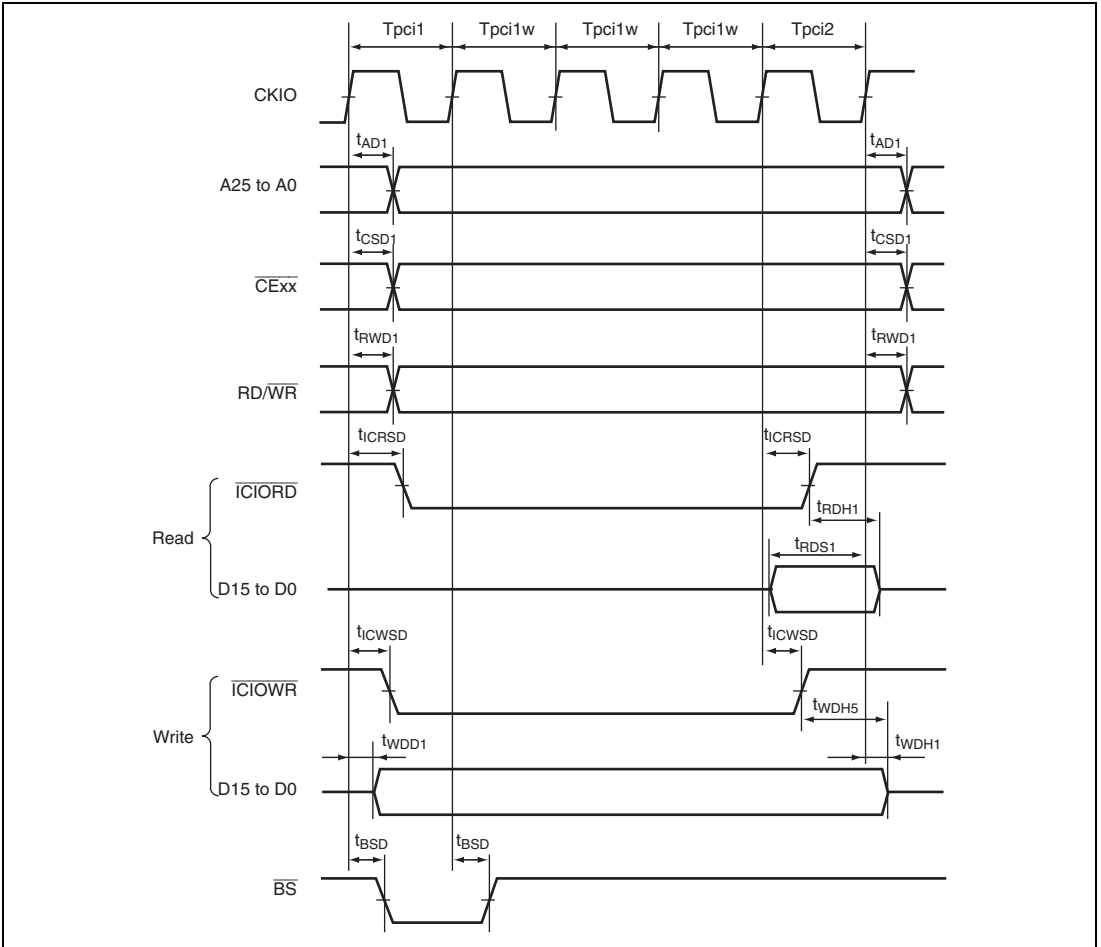 Tpci1 Tpci1w Tpci1w Tpci1w Tpci2
CKIO
tAD1 tAD1
A25 to A0
tCSD1 tCSD1
CExx
tRWD1 tRWD1
RD/WR
tICRSD tICRSD
ICIORD
tRDH1
Read
tRDS1
D15 to D0
tICWSD tICWSD
ICIOWR
tWDH5
Write
tWDD1 tWDH1
D15 to D0
tBSD tBSD
BS